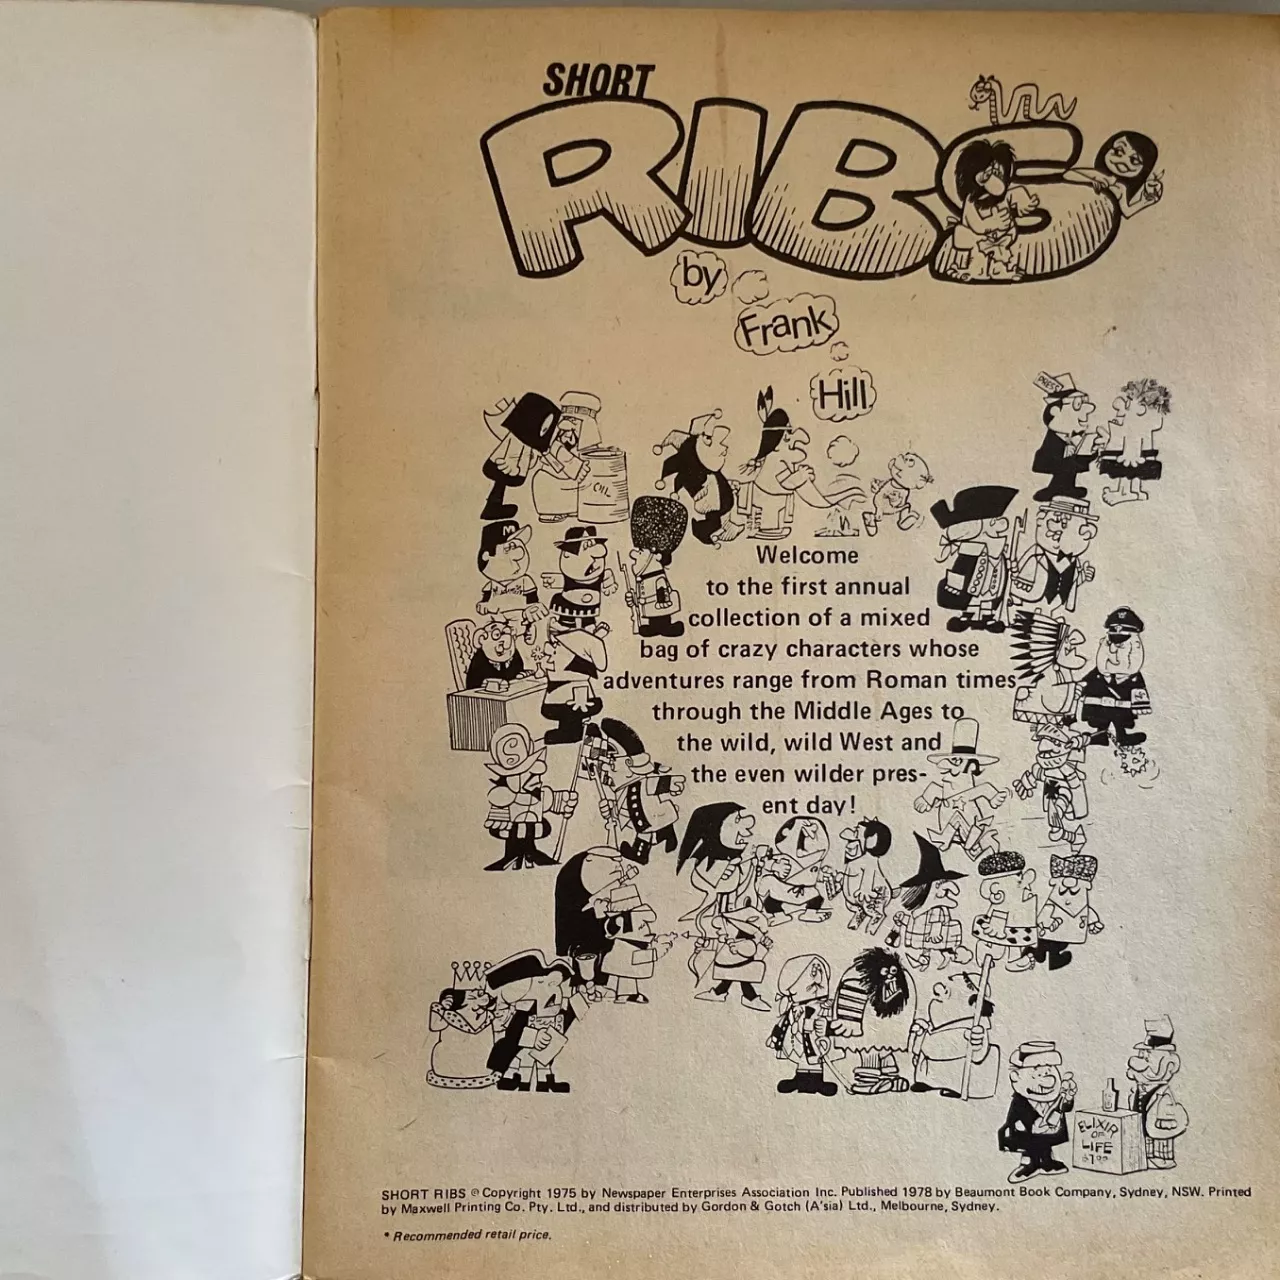 SHORT
RIBS
by
Frank
Hill
PRESS
OIL
M
Welcome
to the first annual
collection of a mixed
bag of crazy characters whose
adventures range from Roman times
through the Middle Ages to
the wild, wild West and
the even wilder pres-
ent day!
S
ELIXIR
OF
LIFE
$1.00
SHORT RIBS © Copyright 1975 by Newspaper Enterprises Association Inc. Published 1978 by Beaumont Book Company, Sydney, NSW. Printed
by Maxwell Printing Co. Pty. Ltd., and distributed by Gordon & Gotch (A'sia) Ltd., Melbourne, Sydney.
* Recommended retail price.